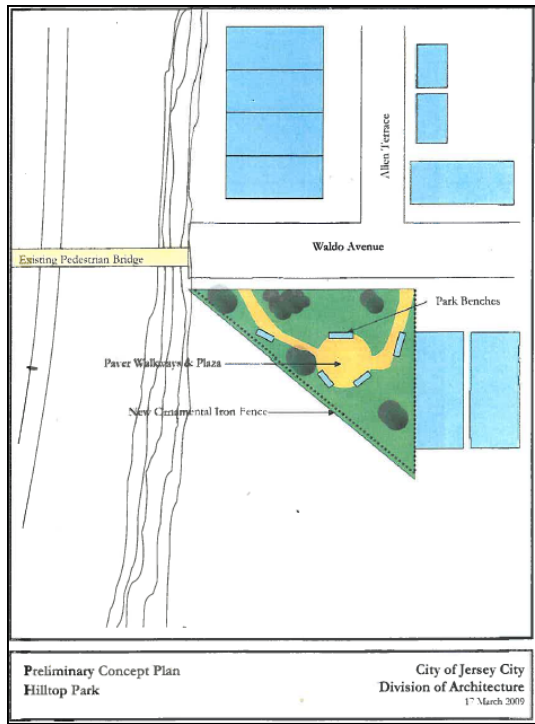 Allen Terrace
Waldo Avenue
Existing Pedestrian Bridge
Park Benches
Paver Walkways & Plaza
New Ornamental Iron Fence
Preliminary Concept Plan
Hilltop Park
City of Jersey City
Division of Architecture
17 March 2009